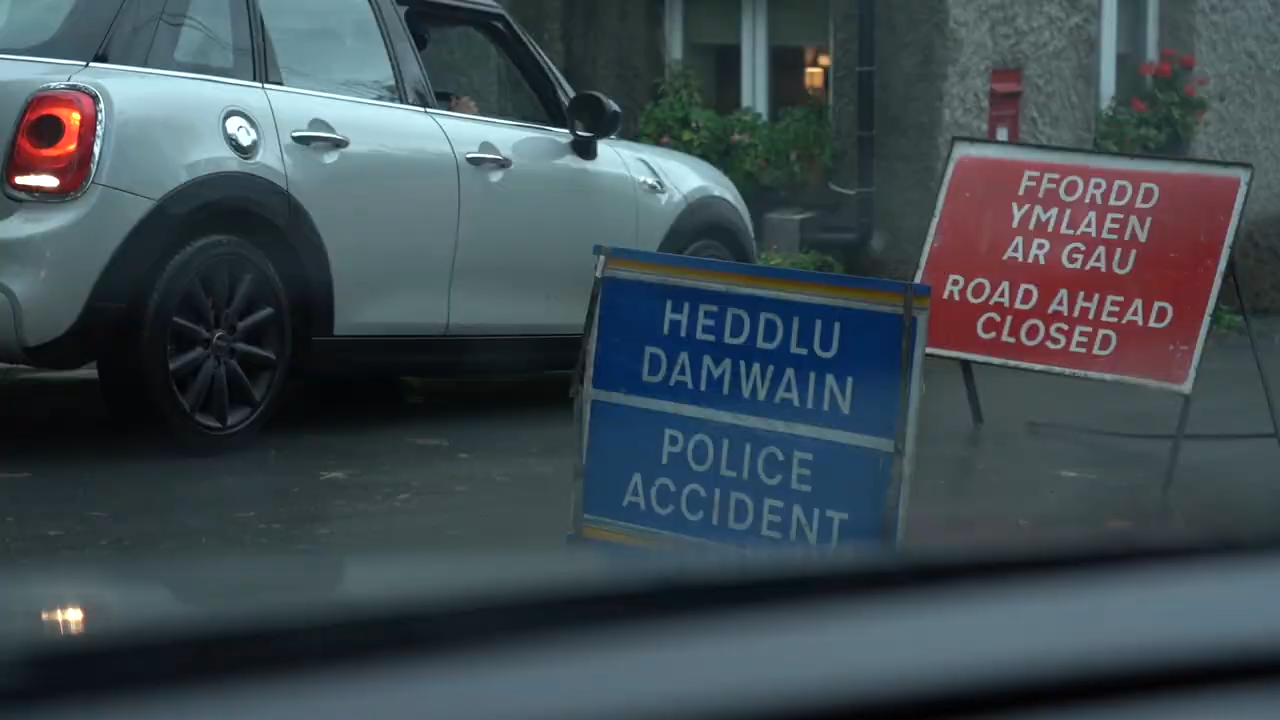 FFORDD
YMLAEN
AR GAU
ROAD AHEAD
CLOSED
HEDDLU
DAMWAIN
POLICE
ACCIDENT